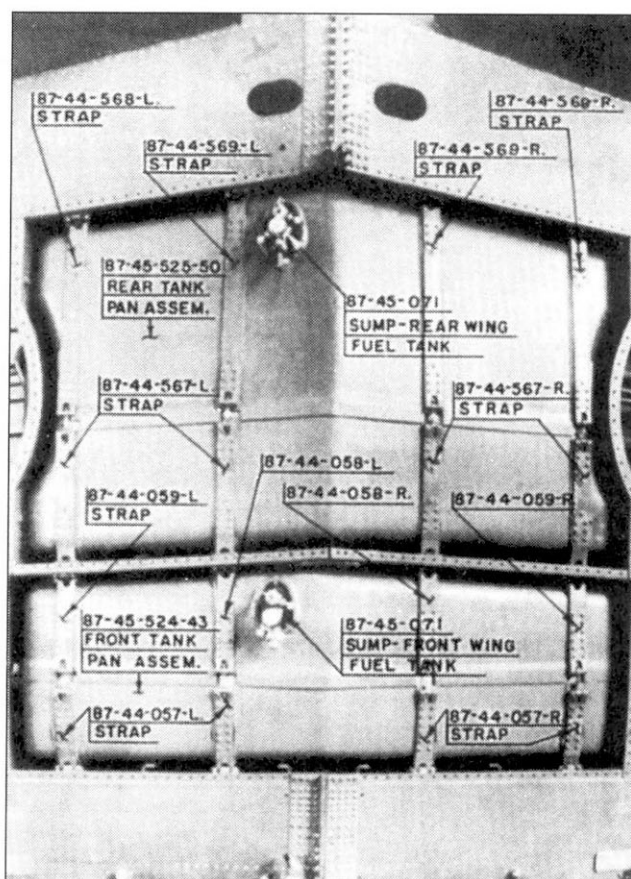 87-44-568-L.
STRAP
87-44-569-L
STRAP
87-44-569-R.
STRAP
87-44-569-R.
STRAP
87-45-525-50
REAR TANK
PAN ASSEM.
87-45-071
SUMP-REAR WING
FUEL TANK
87-44-567-L
STRAP
87-44-567-R.
STRAP
87-44-058-L
87-44-059-L
STRAP
87-44-058-R.
87-44-059-R
STRAP
87-45-524-43
FRONT TANK
PAN ASSEM.
87-45-071
SUMP-FRONT WING
FUEL TANK
87-44-057-L.
STRAP
87-44-057-R.
STRAP